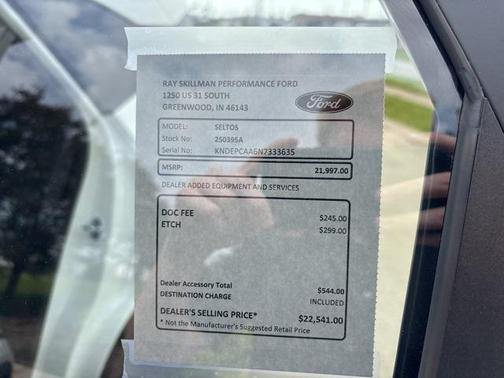 RAY SKILLMAN PERFORMANCE FORD
1250 US 31 SOUTH
GREENWOOD, IN 46143
Ford
MODEL: SELTOS
Stock No: 250395A
Serial No: KNDEPCAA6N7333635
MSRP: 21,997.00
DEALER ADDED EQUIPMENT AND SERVICES
DOC FEE $245.00
ETCH $299.00
Dealer Accessory Total $544.00
DESTINATION CHARGE INCLUDED
DEALER'S SELLING PRICE* $22,541.00
* Not the Manufacturer's Suggested Retail Price